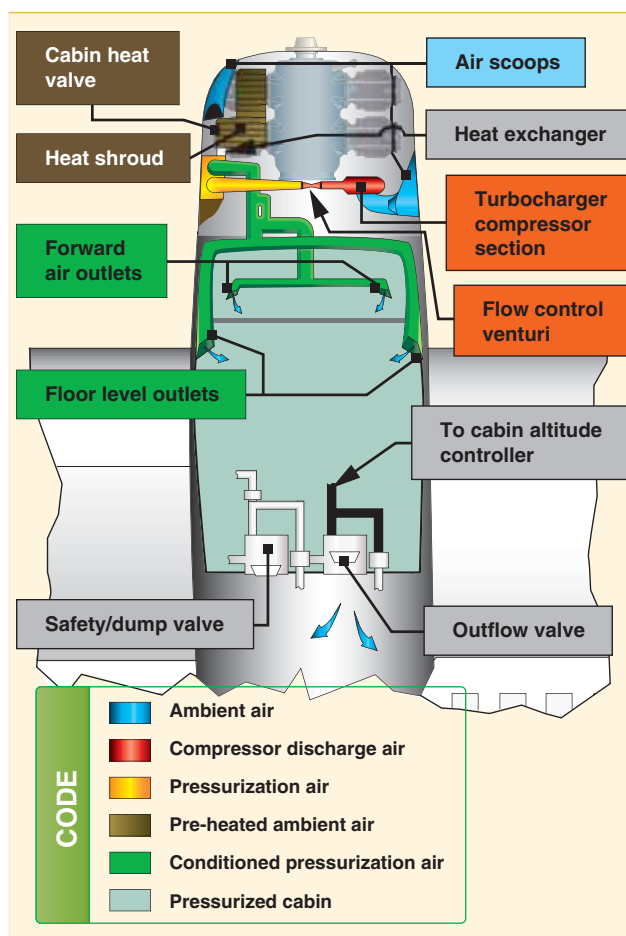 Cabin heat
valve
Air scoops
Heat shroud
Heat exchanger
Turbocharger
compressor
section
Forward
air outlets
Flow control
venturi
Floor level outlets
To cabin altitude
controller
Safety/dump valve
Outflow valve
CODE
Ambient air
Compressor discharge air
Pressurization air
Pre-heated ambient air
Conditioned pressurization air
Pressurized cabin